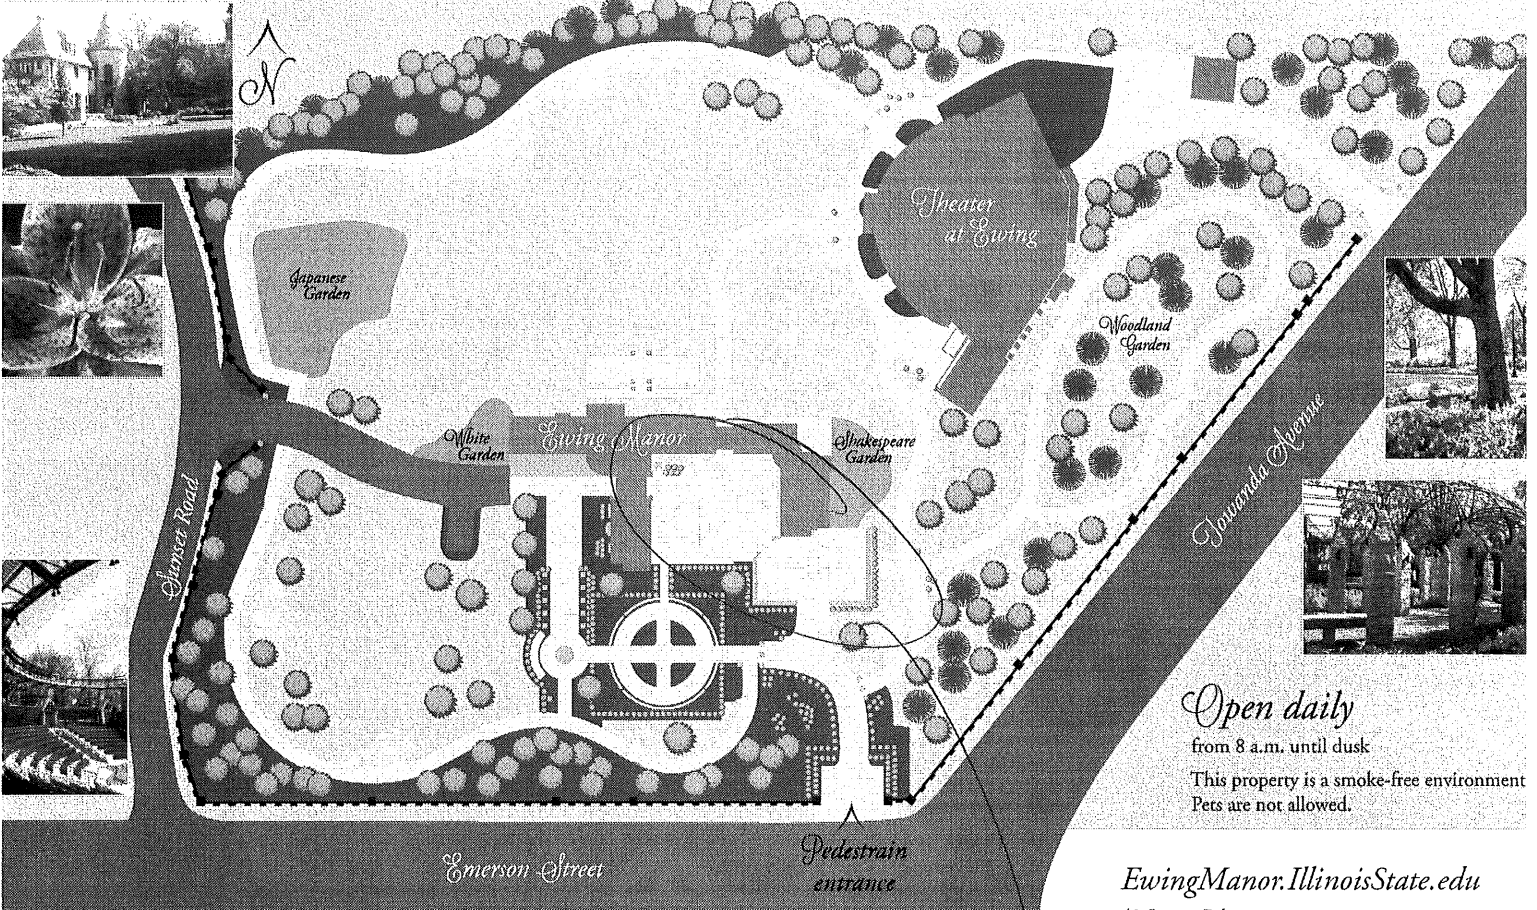 N
Theater
at Ewing
Japanese
Garden
Woodland
Garden
White
Garden
Ewing Manor
Shakespeare
Garden
Sunset Road
Towanda Avenue
Open daily
from 8 a.m. until dusk
This property is a smoke-free environment
Pets are not allowed.
Pedestrain
entrance
Emerson Street
EwingManor.IllinoisState.edu